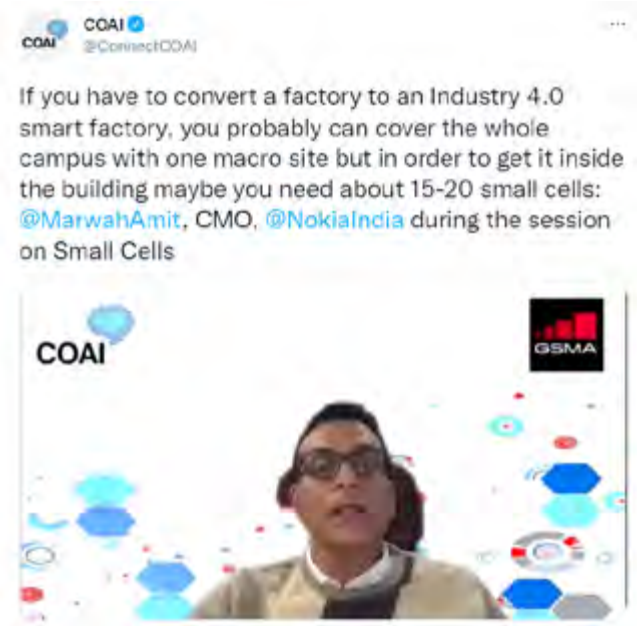 COAI
@ConnectCOAI
COAI
If you have to convert a factory to an Industry 4.0
smart factory, you probably can cover the whole
campus with one macro site but in order to get it inside
the building maybe you need about 15-20 small cells:
@MarwahAmit, CMO, @NokiaIndia during the session
on Small Cells
COAI
GSMA